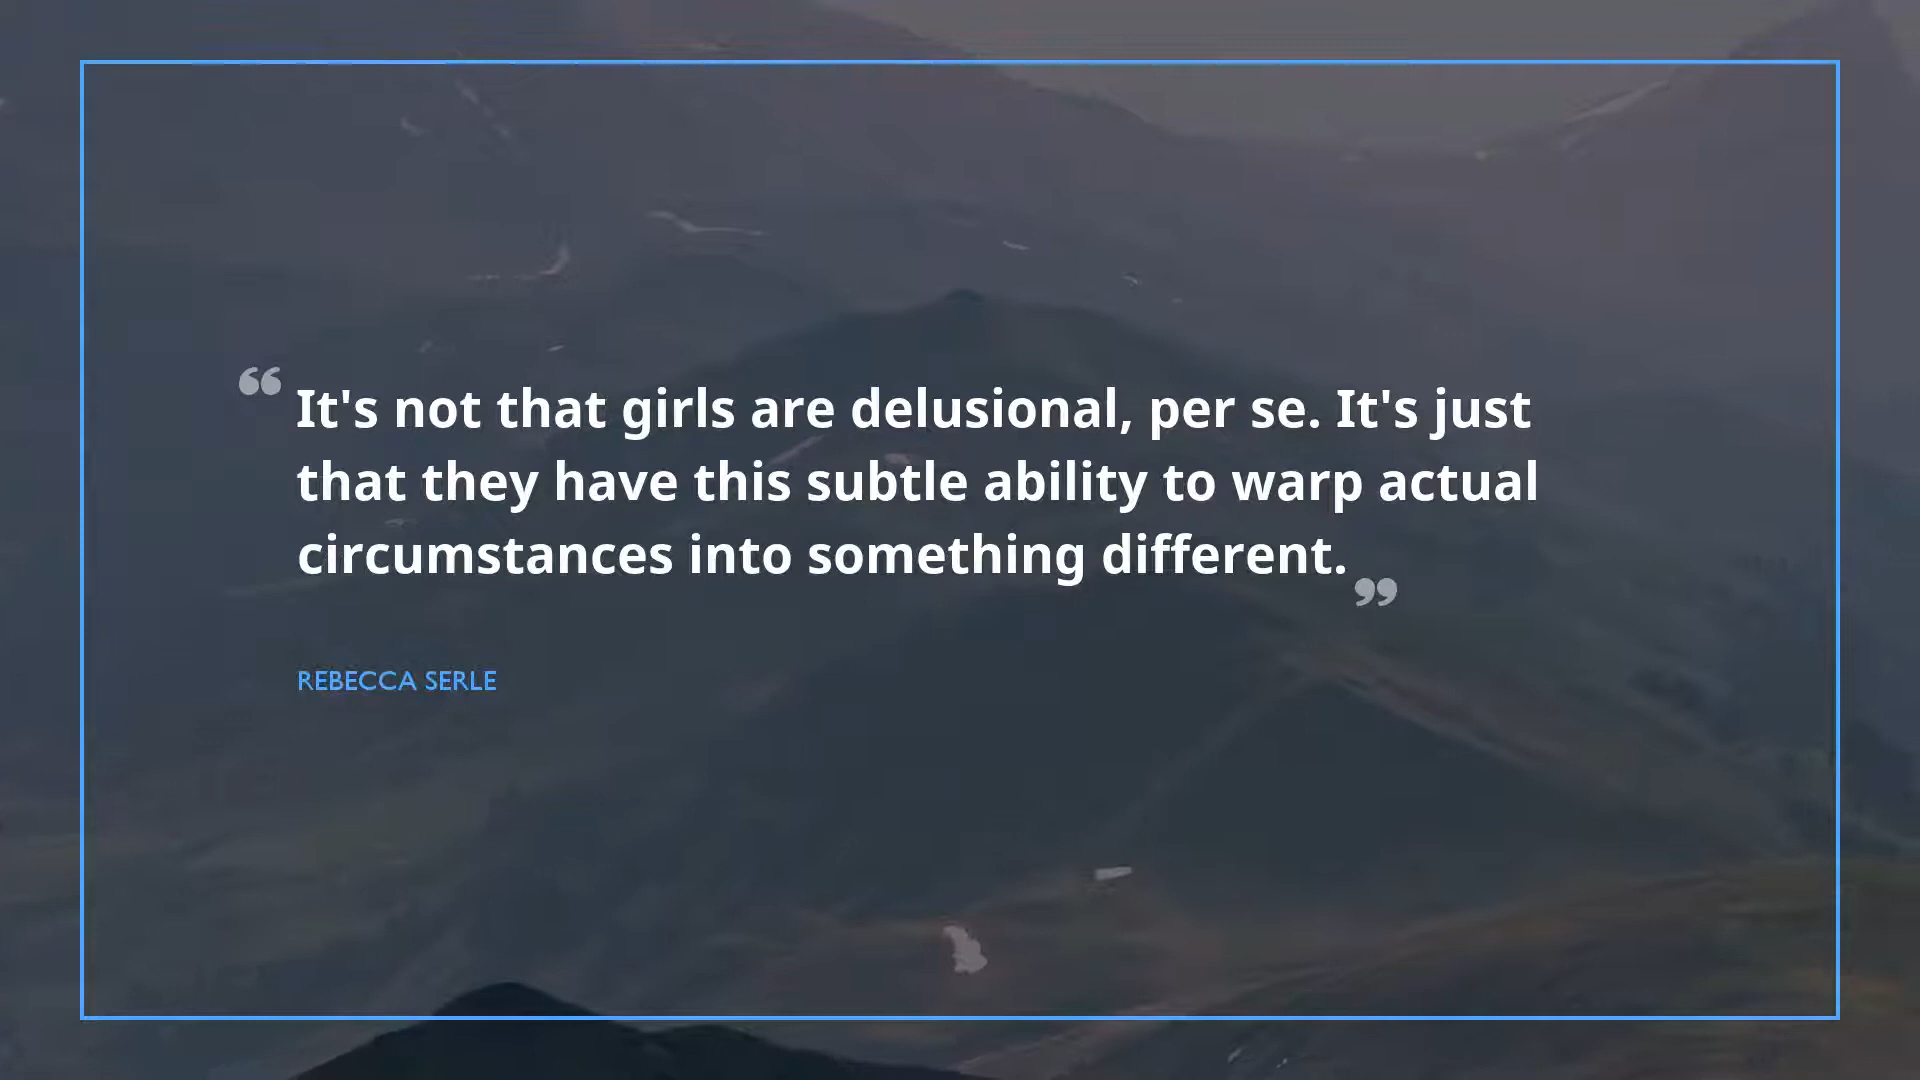 “ It's not that girls are delusional, per se. It's just
that they have this subtle ability to warp actual
circumstances into something different. ”
REBECCA SERLE